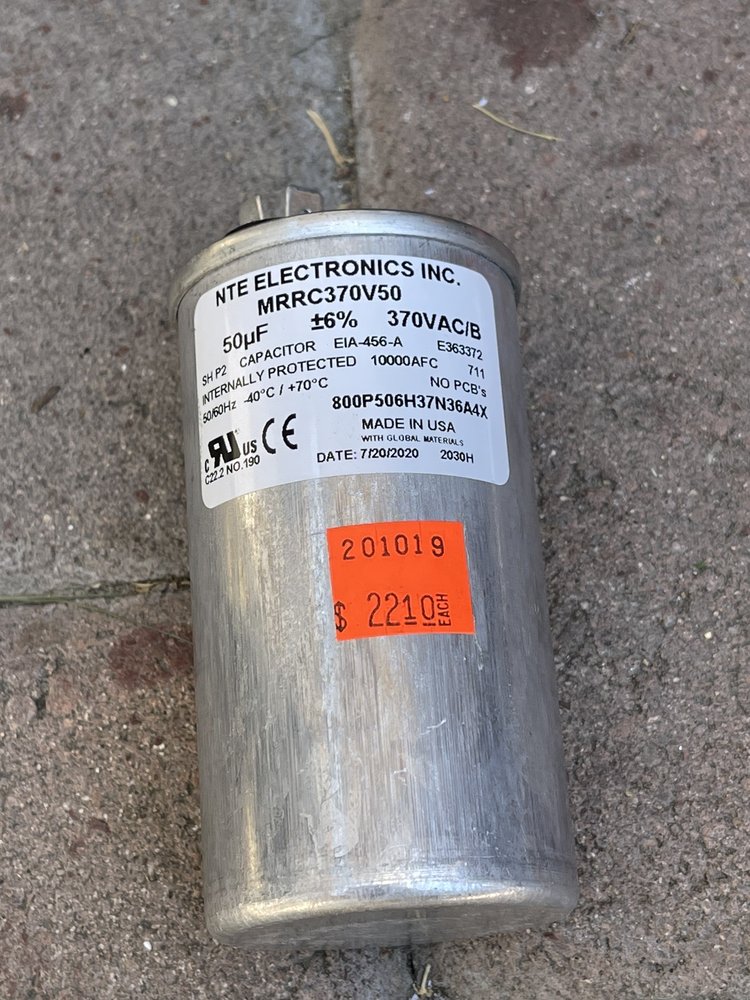 NTE ELECTRONICS INC.
MRRC370V50
50µF ±6% 370VAC/B
SH P2 CAPACITOR EIA-456-A E363372
INTERNALLY PROTECTED 10000AFC 711
50/60Hz -40°C / +70°C NO PCB's
800P506H37N36A4X
c RU us CE
MADE IN USA
WITH GLOBAL MATERIALS
C22.2 NO.190
DATE: 7/20/2020 2030H
201019
$ 2210 EACH